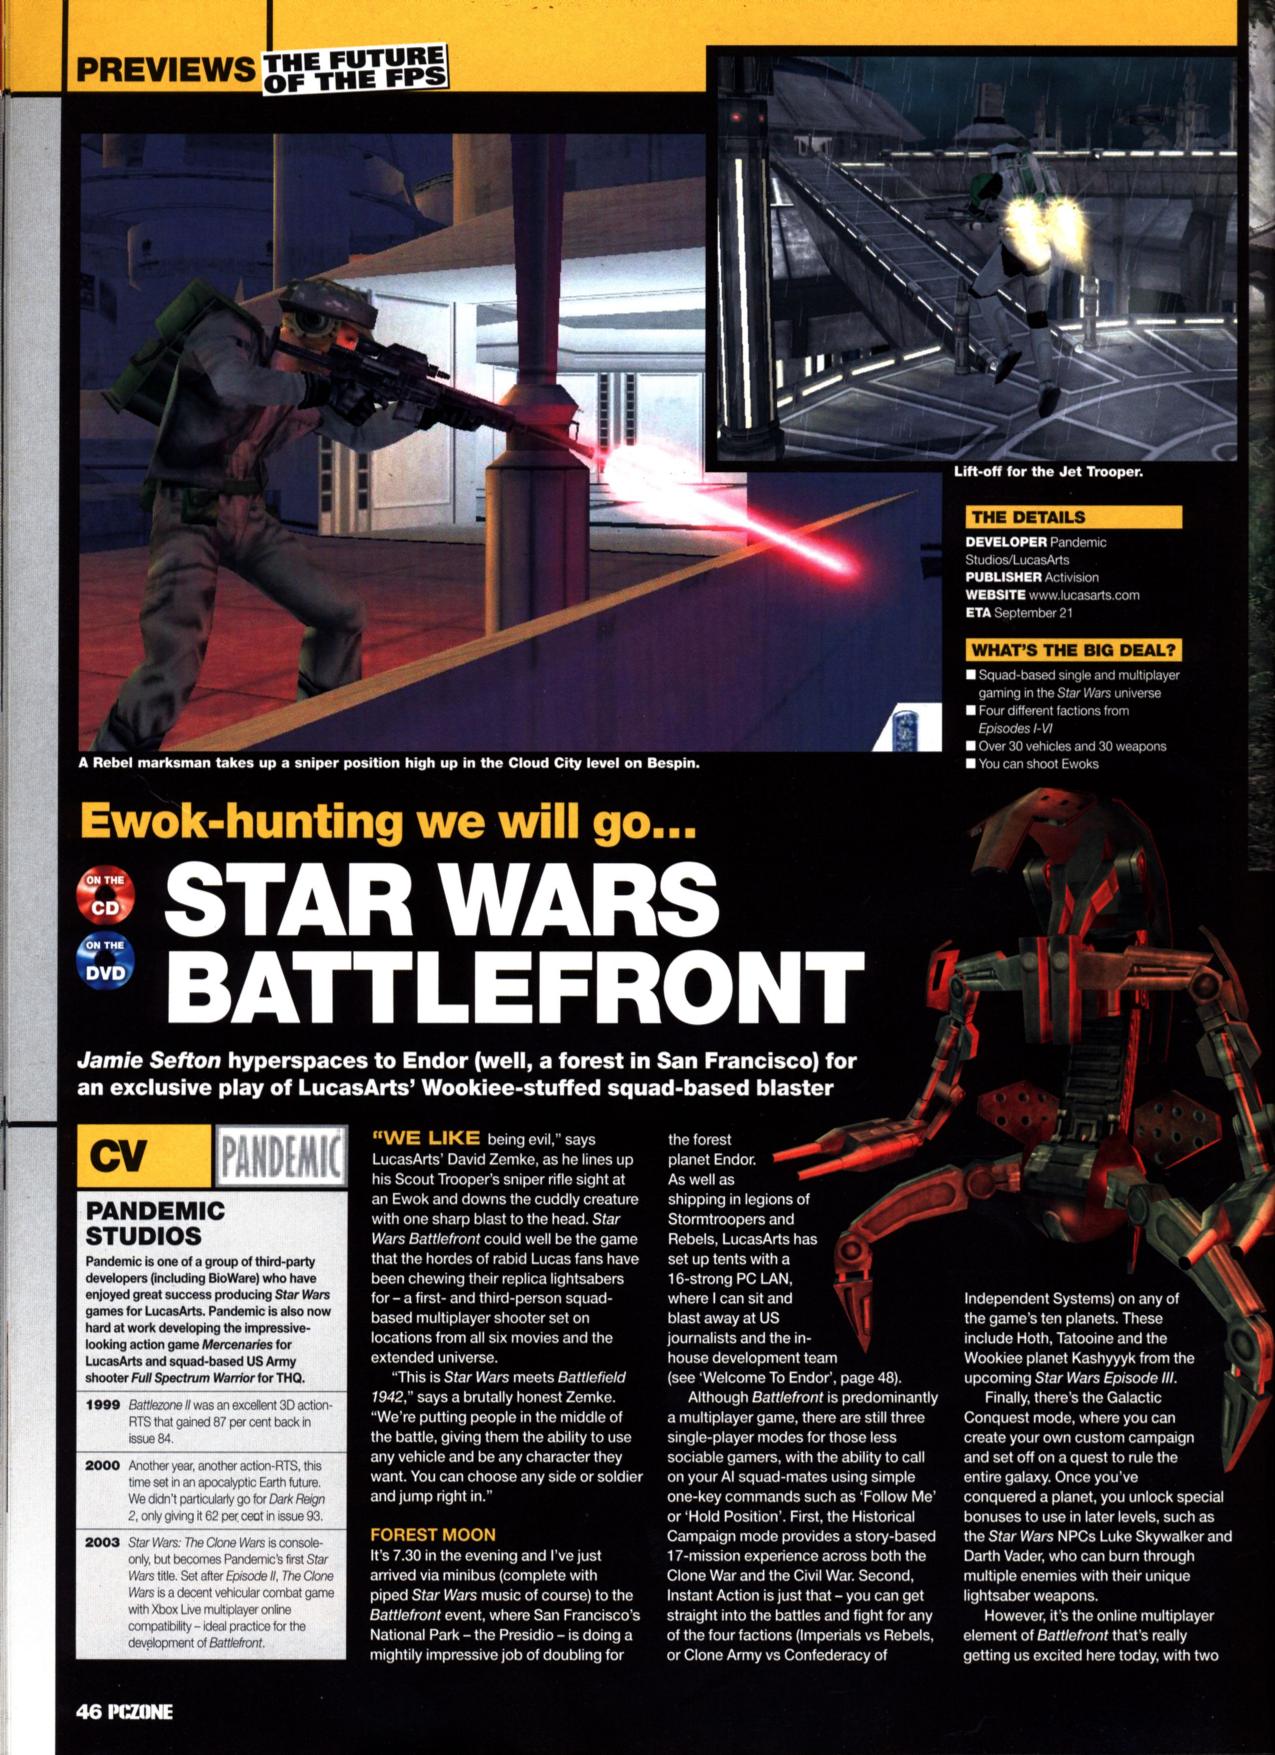 PREVIEWS THE FUTURE
OF THE FPS
Lift-off for the Jet Trooper.
THE DETAILS
DEVELOPER Pandemic
Studios/LucasArts
PUBLISHER Activision
WEBSITE www.lucasarts.com
ETA September 21
WHAT'S THE BIG DEAL?
■ Squad-based single and multiplayer
gaming in the Star Wars universe
■ Four different factions from
Episodes I-VI
■ Over 30 vehicles and 30 weapons
■ You can shoot Ewoks
A Rebel marksman takes up a sniper position high up in the Cloud City level on Bespin.
Ewok-hunting we will go...
ON THE
CD
ON THE
DVD
STAR WARS
BATTLEFRONT
Jamie Sefton hyperspaces to Endor (well, a forest in San Francisco) for
an exclusive play of LucasArts' Wookiee-stuffed squad-based blaster
CV
PANDEMIC
PANDEMIC
STUDIOS
Pandemic is one of a group of third-party
developers (including BioWare) who have
enjoyed great success producing Star Wars
games for LucasArts. Pandemic is also now
hard at work developing the impressive-
looking action game Mercenaries for
LucasArts and squad-based US Army
shooter Full Spectrum Warrior for THQ.
1999 Battlezone II was an excellent 3D action-
RTS that gained 87 per cent back in
issue 84.
2000 Another year, another action-RTS, this
time set in an apocalyptic Earth future.
We didn't particularly go for Dark Reign
2, only giving it 62 per cent in issue 93.
2003 Star Wars: The Clone Wars is console-
only, but becomes Pandemic's first Star
Wars title. Set after Episode II, The Clone
Wars is a decent vehicular combat game
with Xbox Live multiplayer online
compatibility – ideal practice for the
development of Battlefront.
"WE LIKE being evil," says
LucasArts' David Zemke, as he lines up
his Scout Trooper's sniper rifle sight at
an Ewok and downs the cuddly creature
with one sharp blast to the head. Star
Wars Battlefront could well be the game
that the hordes of rabid Lucas fans have
been chewing their replica lightsabers
for – a first- and third-person squad-
based multiplayer shooter set on
locations from all six movies and the
extended universe.
"This is Star Wars meets Battlefield
1942," says a brutally honest Zemke.
"We're putting people in the middle of
the battle, giving them the ability to use
any vehicle and be any character they
want. You can choose any side or soldier
and jump right in."
FOREST MOON
It's 7.30 in the evening and I've just
arrived via minibus (complete with
piped Star Wars music of course) to the
Battlefront event, where San Francisco's
National Park – the Presidio – is doing a
mightily impressive job of doubling for
the forest
planet Endor.
As well as
shipping in legions of
Stormtroopers and
Rebels, LucasArts has
set up tents with a
16-strong PC LAN,
where I can sit and
blast away at US
journalists and the in-
house development team
(see 'Welcome To Endor', page 48).
Although Battlefront is predominantly
a multiplayer game, there are still three
single-player modes for those less
sociable gamers, with the ability to call
on your AI squad-mates using simple
one-key commands such as 'Follow Me'
or 'Hold Position'. First, the Historical
Campaign mode provides a story-based
17-mission experience across both the
Clone War and the Civil War. Second,
Instant Action is just that – you can get
straight into the battles and fight for any
of the four factions (Imperials vs Rebels,
or Clone Army vs Confederacy of
Independent Systems) on any of
the game's ten planets. These
include Hoth, Tatooine and the
Wookiee planet Kashyyyk from the
upcoming Star Wars Episode III.
Finally, there's the Galactic
Conquest mode, where you can
create your own custom campaign
and set off on a quest to rule the
entire galaxy. Once you've
conquered a planet, you unlock special
bonuses to use in later levels, such as
the Star Wars NPCs Luke Skywalker and
Darth Vader, who can burn through
multiple enemies with their unique
lightsaber weapons.
However, it's the online multiplayer
element of Battlefront that's really
getting us excited here today, with two
46 PCZONE